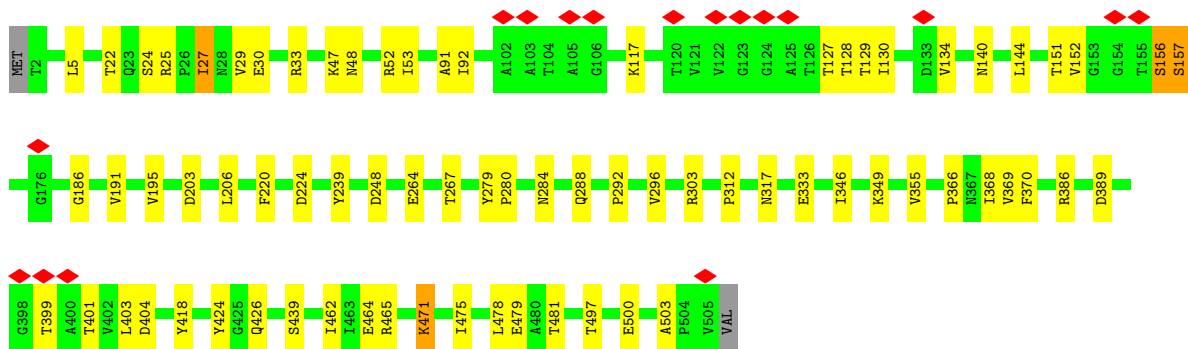 MET T2 L5 T22 Q23 S24 R25 P26 I27 N28 V29 E30 R33 K47 N48 R52 I53 A91 I92 A102 A103 T104 A105 G106 K117 T120 V121 V122 G123 G124 A125 T126 T127 T128 T129 I130 D133 V134 N140 L144 T151 V152 G153 G154 T155 S156 S157
G176 G186 V191 V195 D203 L206 F220 D224 Y239 D248 E264 T267 Y279 P280 N284 Q288 P292 V296 R303 P312 N317 E333 I346 K349 V355 P366 N367 I368 V369 F370 R386 D389
G398 T399 A400 T401 V402 L403 D404 Y418 Y424 G425 Q426 S439 I462 I463 E464 R465 K471 I475 L478 E479 A480 T481 T497 E500 A503 P504 V505 VAL